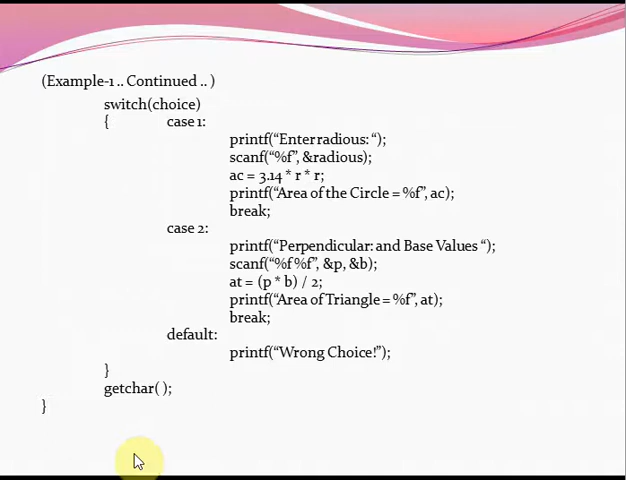 (Example-1 .. Continued .. )
switch(choice)
{ case 1:
printf(“Enter radious: “);
scanf(“%f”, &radious);
ac = 3.14 * r * r;
printf(“Area of the Circle = %f”, ac);
break;
case 2:
printf(“Perpendicular: and Base Values “);
scanf(“%f %f”, &p, &b);
at = (p * b) / 2;
printf(“Area of Triangle = %f”, at);
break;
default:
printf(“Wrong Choice!”);
}
getchar( );
}